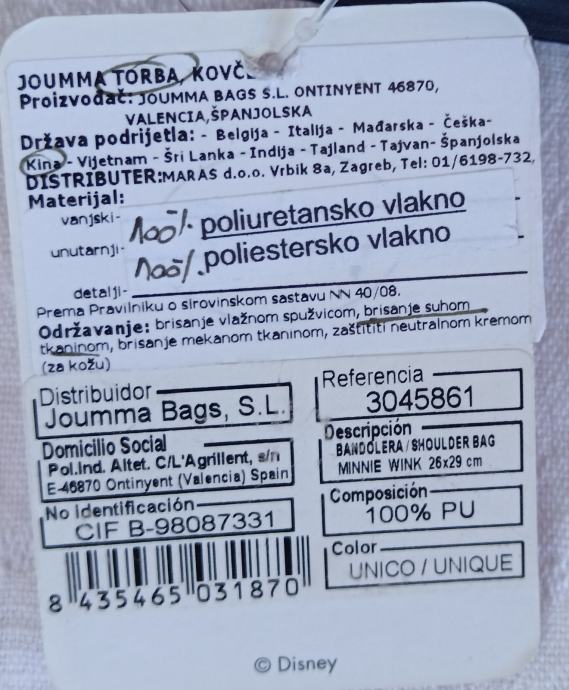 JOUMMA TORBA, KOVČ
Proizvođač: JOUMMA BAGS S.L. ONTINYENT 46870,
VALENCIA,ŠPANJOLSKA
Država podrijetla: - Belgija - Italija - Mađarska - Češka-
Kina - Vijetnam - Šri Lanka - Indija - Tajland - Tajvan- Španjolska
DISTRIBUTER:MARAS d.o.o. Vrbik 8a, Zagreb, Tel: 01/6198-732,
Materijal:
vanjski- 100%. poliuretansko vlakno
unutarnji- 100%. poliestersko vlakno
detalji-
Prema Pravilniku o sirovinskom sastavu NN 40/08.
Održavanje: brisanje vlažnom spužvicom, brisanje suhom
tkaninom, brisanje mekanom tkaninom, zaštititi neutralnom kremom
(za kožu)
Distribuidor
Joumma Bags, S.L.
Domicilio Social
Pol.Ind. Altet. C/L'Agrillent, s/n
E-46870 Ontinyent (Valencia) Spain
No identificación
CIF B-98087331
8 435465 031870
Referencia
3045861
Descripción
BANDOLERA/SHOULDER BAG
MINNIE WINK 26x29 cm
Composición
100% PU
Color
UNICO / UNIQUE
© Disney